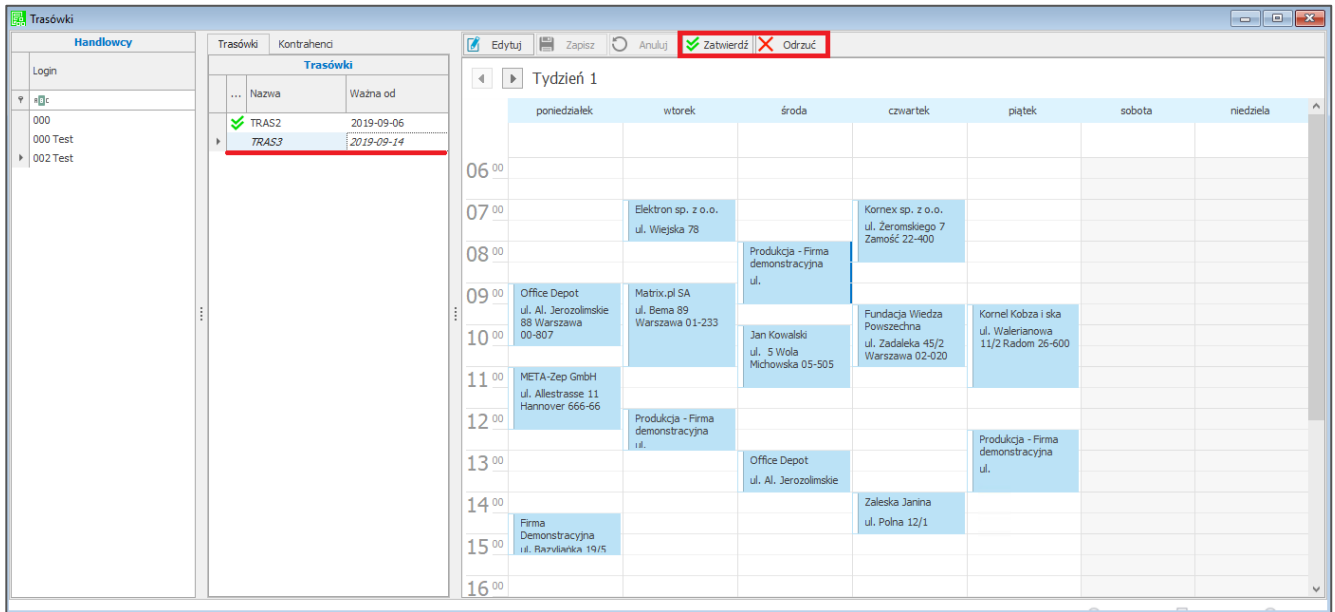 Trasówki
Handlowcy
Login
000
000 Test
002 Test
Trasówki Kontrahenci
Trasówki
... Nazwa Ważna od
TRAS2 2019-09-06
TRAS3 2019-09-14
Edytuj Zapisz Anuluj Zatwierdź Odrzuć
Tydzień 1
poniedziałek wtorek środa czwartek piątek sobota niedziela
06 00
07 00
08 00
09 00
10 00
11 00
12 00
13 00
14 00
15 00
16 00
Office Depot
ul. Al. Jerozolimskie
88 Warszawa
00-807
META-Zep GmbH
ul. Allestrasse 11
Hannover 666-66
Firma
Demonstracyjna
ul. Bazyliańka 19/5
Elektron sp. z o.o.
ul. Wiejska 78
Matrix.pl SA
ul. Bema 89
Warszawa 01-233
Produkcja - Firma
demonstracyjna
ul.
Produkcja - Firma
demonstracyjna
ul.
Jan Kowalski
ul. 5 Wola
Michowska 05-505
Office Depot
ul. Al. Jerozolimskie
Kornex sp. z o.o.
ul. Żeromskiego 7
Zamość 22-400
Fundacja Wiedza
Powszechna
ul. Zadaleka 45/2
Warszawa 02-020
Zaleska Janina
ul. Polna 12/1
Kornel Kobza i ska
ul. Walerianowa
11/2 Radom 26-600
Produkcja - Firma
demonstracyjna
ul.